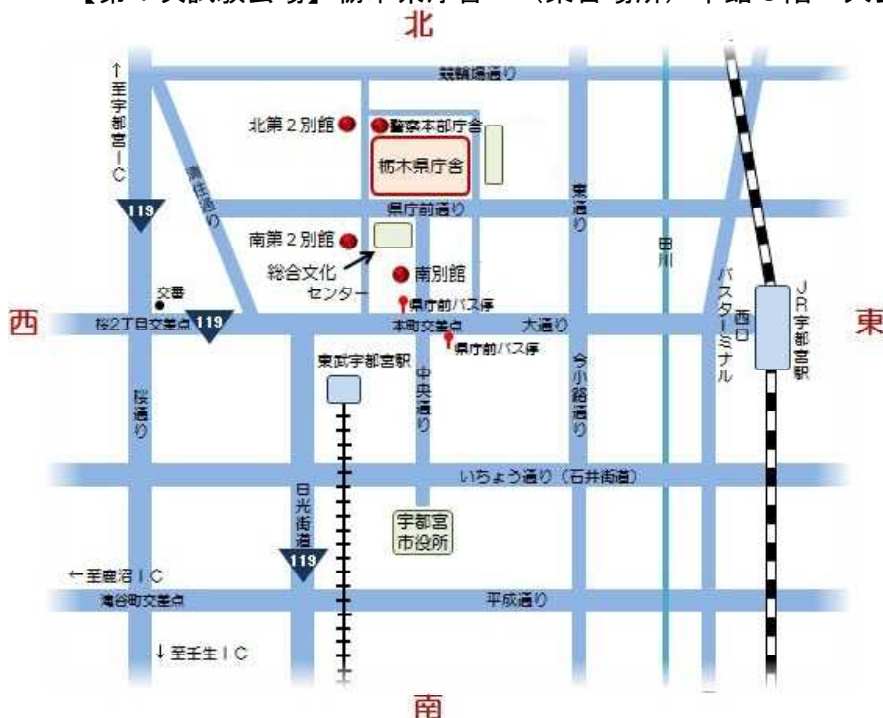 北
競輪場通り
↑至宇都宮IC
北第2別館
警察本部庁舎
栃木県庁舎
清住通り
東通り
119
県庁前通り
田川
南第2別館
総合文化
センター
南別館
交番
県庁前バス停
西
桜2丁目交差点
119
本町交差点
大通り
バスターミナル
西口
JR宇都宮駅
東
県庁前バス停
東武宇都宮駅
中央通り
今小路通り
桜通り
いちょう通り（石井街道）
日光街道
宇都宮
市役所
119
←至鹿沼IC
滝谷町交差点
平成通り
↓至壬生IC
南